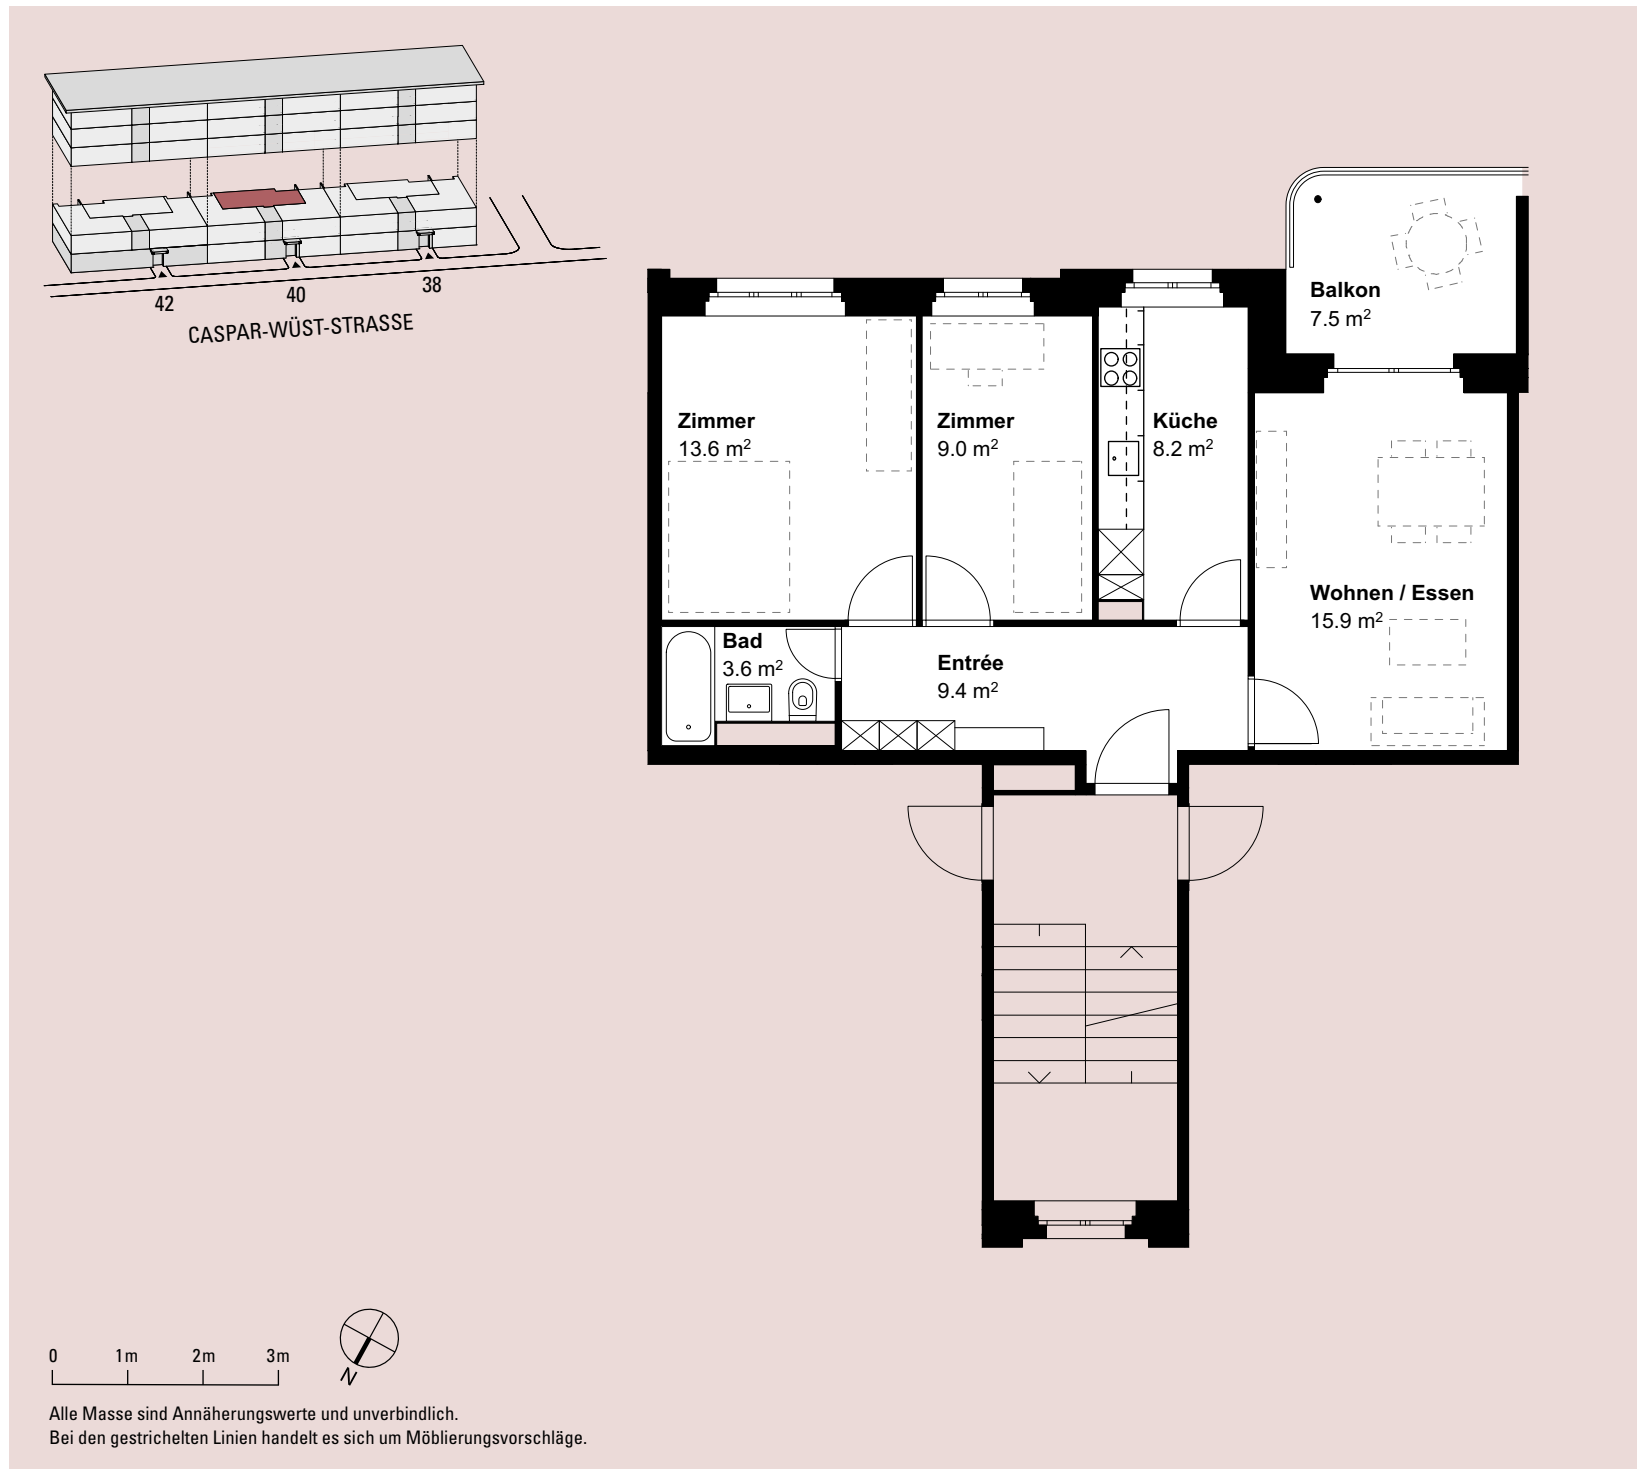 42
40
38
CASPAR-WÜST-STRASSE
Balkon
7.5 m²
Zimmer
13.6 m²
Zimmer
9.0 m²
Küche
8.2 m²
Wohnen / Essen
15.9 m²
Bad
3.6 m²
Entrée
9.4 m²
0 1m 2m 3m
N
Alle Masse sind Annäherungswerte und unverbindlich.
Bei den gestrichelten Linien handelt es sich um Möblierungsvorschläge.